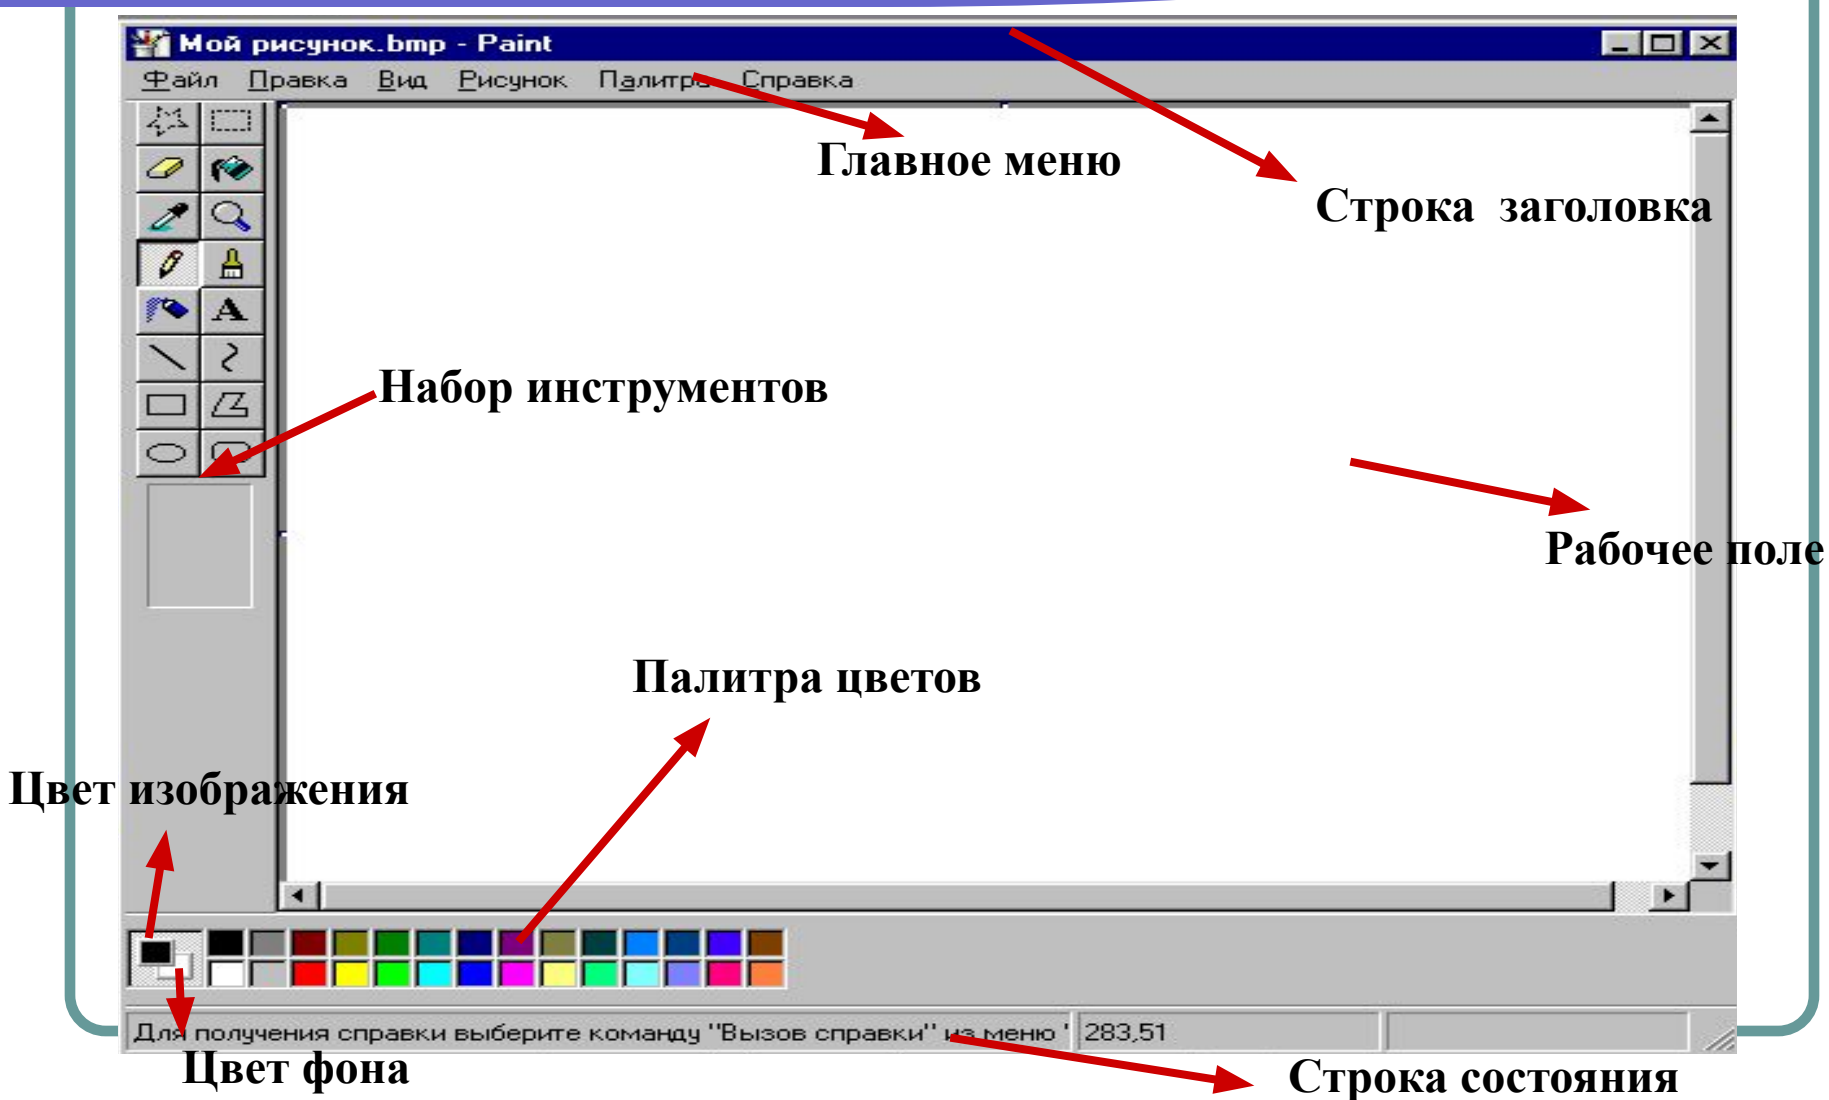 Мой рисунок.bmp - Paint
Файл Правка Вид Рисунок Палитра Справка
Главное меню
Строка заголовка
A
Набор инструментов
Рабочее поле
Палитра цветов
Цвет изображения
Для получения справки выберите команду "Вызов справки" из меню ' 283,51
Цвет фона
Строка состояния